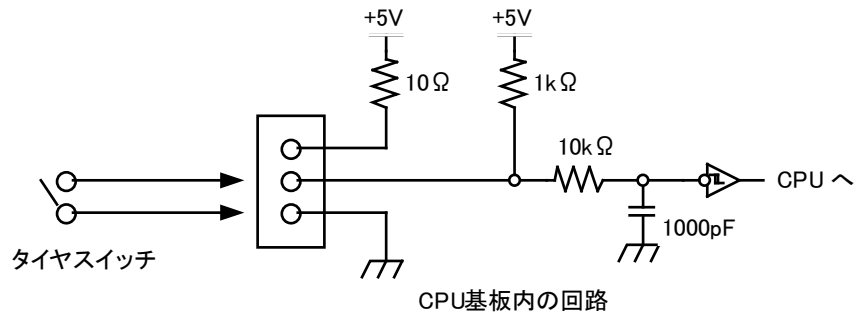 +5V
+5V
10Ω
1kΩ
10kΩ
CPU へ
1000pF
タイヤスイッチ
CPU基板内の回路